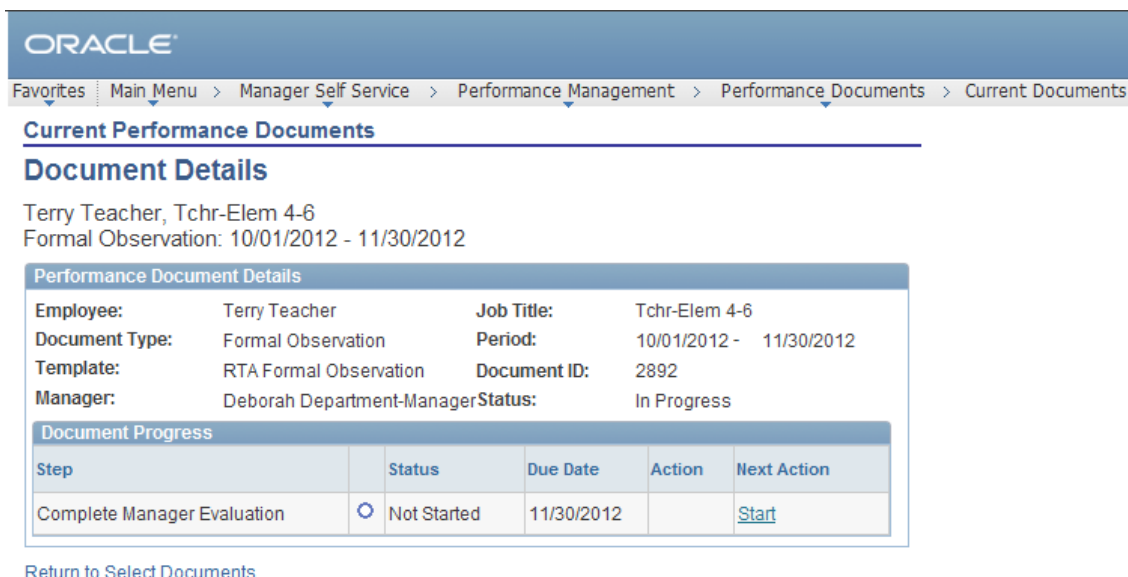 ORACLE
Favorites Main Menu > Manager Self Service > Performance Management > Performance Documents > Current Documents
Current Performance Documents
Document Details
Terry Teacher, Tchr-Elem 4-6
Formal Observation: 10/01/2012 - 11/30/2012
Performance Document Details
Employee: Terry Teacher Job Title: Tchr-Elem 4-6
Document Type: Formal Observation Period: 10/01/2012 - 11/30/2012
Template: RTA Formal Observation Document ID: 2892
Manager: Deborah Department-Manager Status: In Progress
Document Progress
Step Status Due Date Action Next Action
Complete Manager Evaluation Not Started 11/30/2012 Start
Return to Select Documents